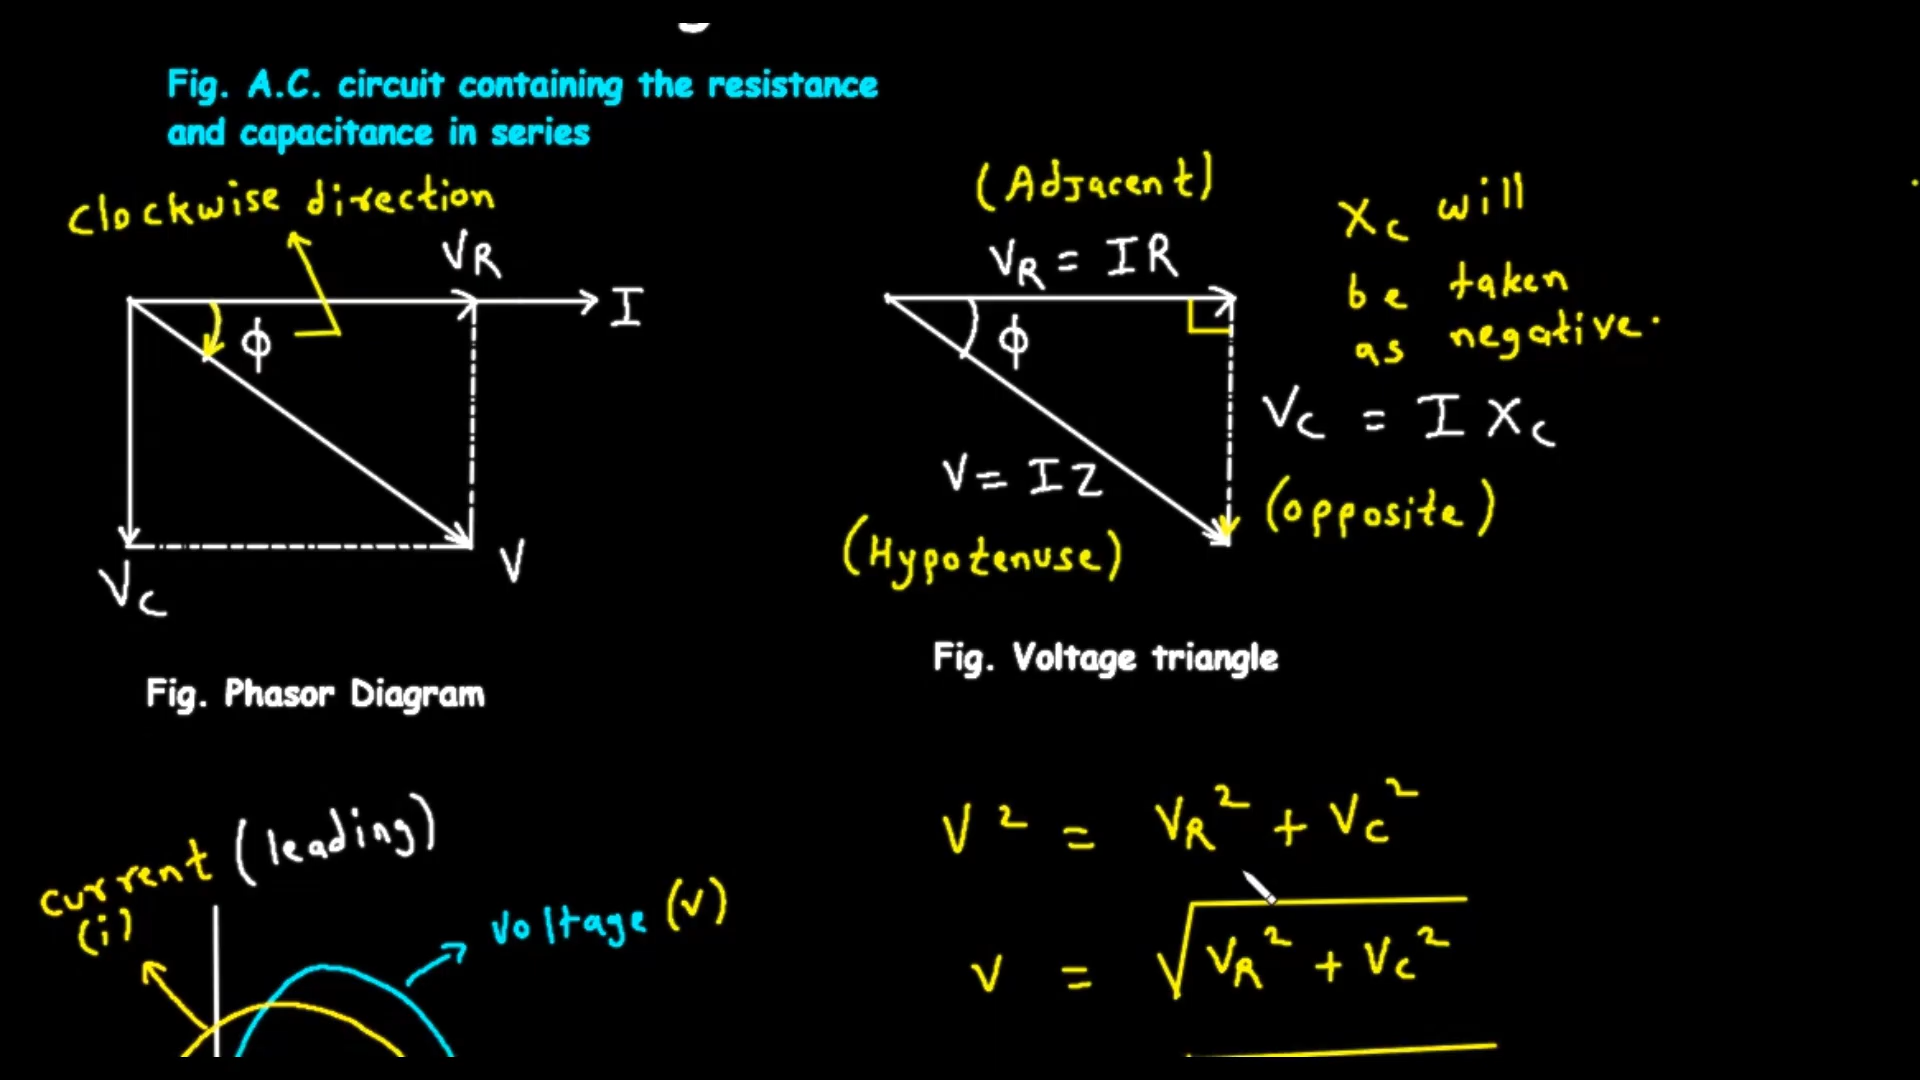 Fig. A.C. circuit containing the resistance
and capacitance in series
Clockwise direction
VR
I
ϕ
VC
V
Fig. Phasor Diagram
(Adjacent)
VR = IR
ϕ
V = IZ
(Hypotenuse)
Xc will
be taken
as negative.
Vc = I Xc
(opposite)
Fig. Voltage triangle
current (leading)
(i)
voltage (v)
V² = VR² + Vc²
V = √VR² + Vc²